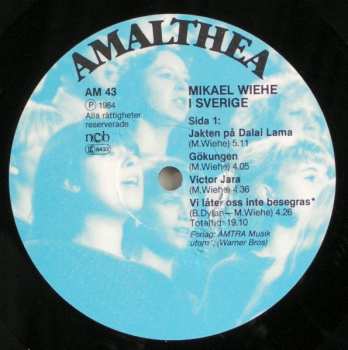 AMALTHEA
AM 43
Ⓟ 1984
Alla rättigheter
reserverade
ncb
MIKAEL WIEHE
I SVERIGE
Sida 1:
Jakten på Dalai Lama
(M.Wiehe) 5.11
Gökungen
(M.Wiehe) 4.05
Victor Jara
(M.Wiehe) 4.36
Vi låter oss inte besegras*
(B.Dylan – M.Wiehe) 4.26
Totaltid: 19.10
Förlag: AMTRA Musik
utom*, (Warner Bros)